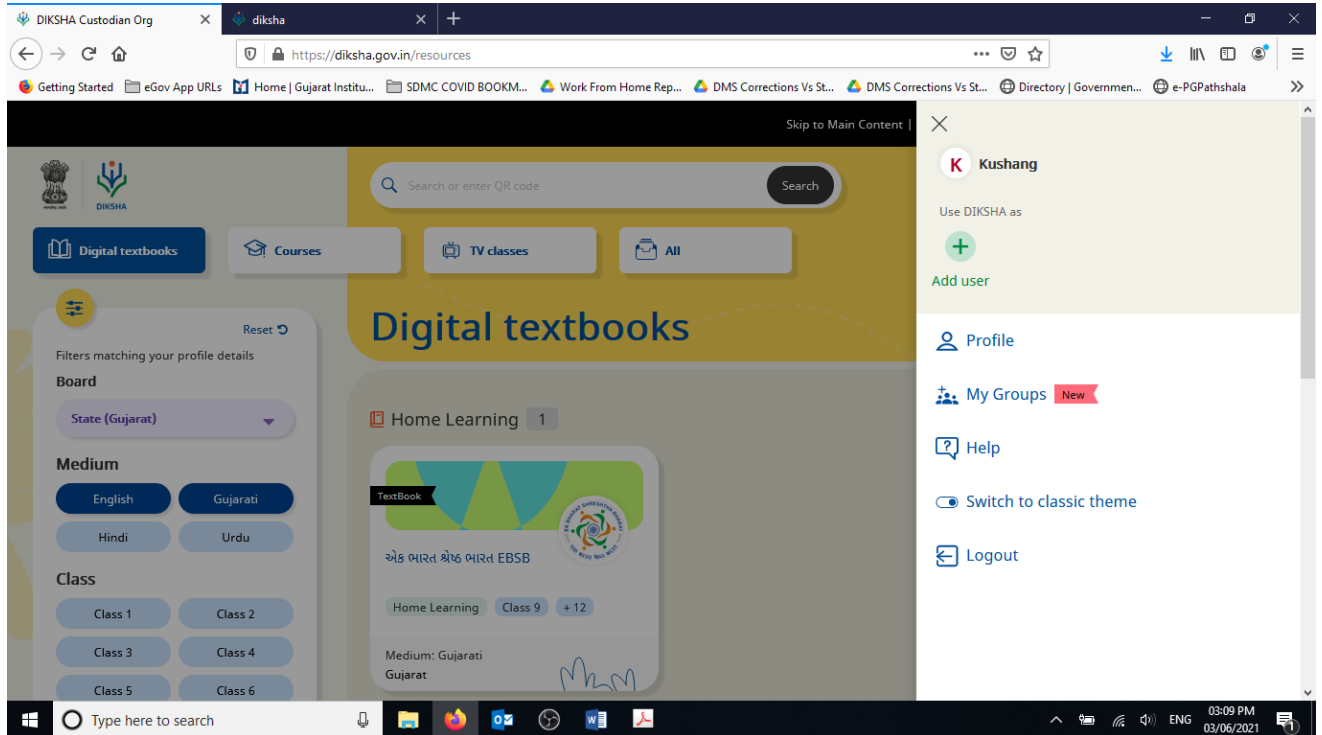 DIKSHA Custodian Org
diksha
https://diksha.gov.in/resources
Getting Started eGov App URLs Home | Gujarat Institu... SDMC COVID BOOKM... Work From Home Rep... DMS Corrections Vs St... DMS Corrections Vs St... Directory | Governmen... e-PGPathshala
Skip to Main Content |
DIKSHA
Search or enter QR code
Search
Digital textbooks
Courses
TV classes
All
Reset
Filters matching your profile details
Board
State (Gujarat)
Medium
English Gujarati
Hindi Urdu
Class
Class 1 Class 2
Class 3 Class 4
Class 5 Class 6
Digital textbooks
Home Learning 1
TextBook
એક ભારત શ્રેષ્ઠ ભારત EBSB
Home Learning Class 9 + 12
Medium: Gujarati
Gujarat
K Kushang
Use DIKSHA as
+
Add user
Profile
My Groups New
Help
Switch to classic theme
Logout
Type here to search
ENG
03:09 PM
03/06/2021
1